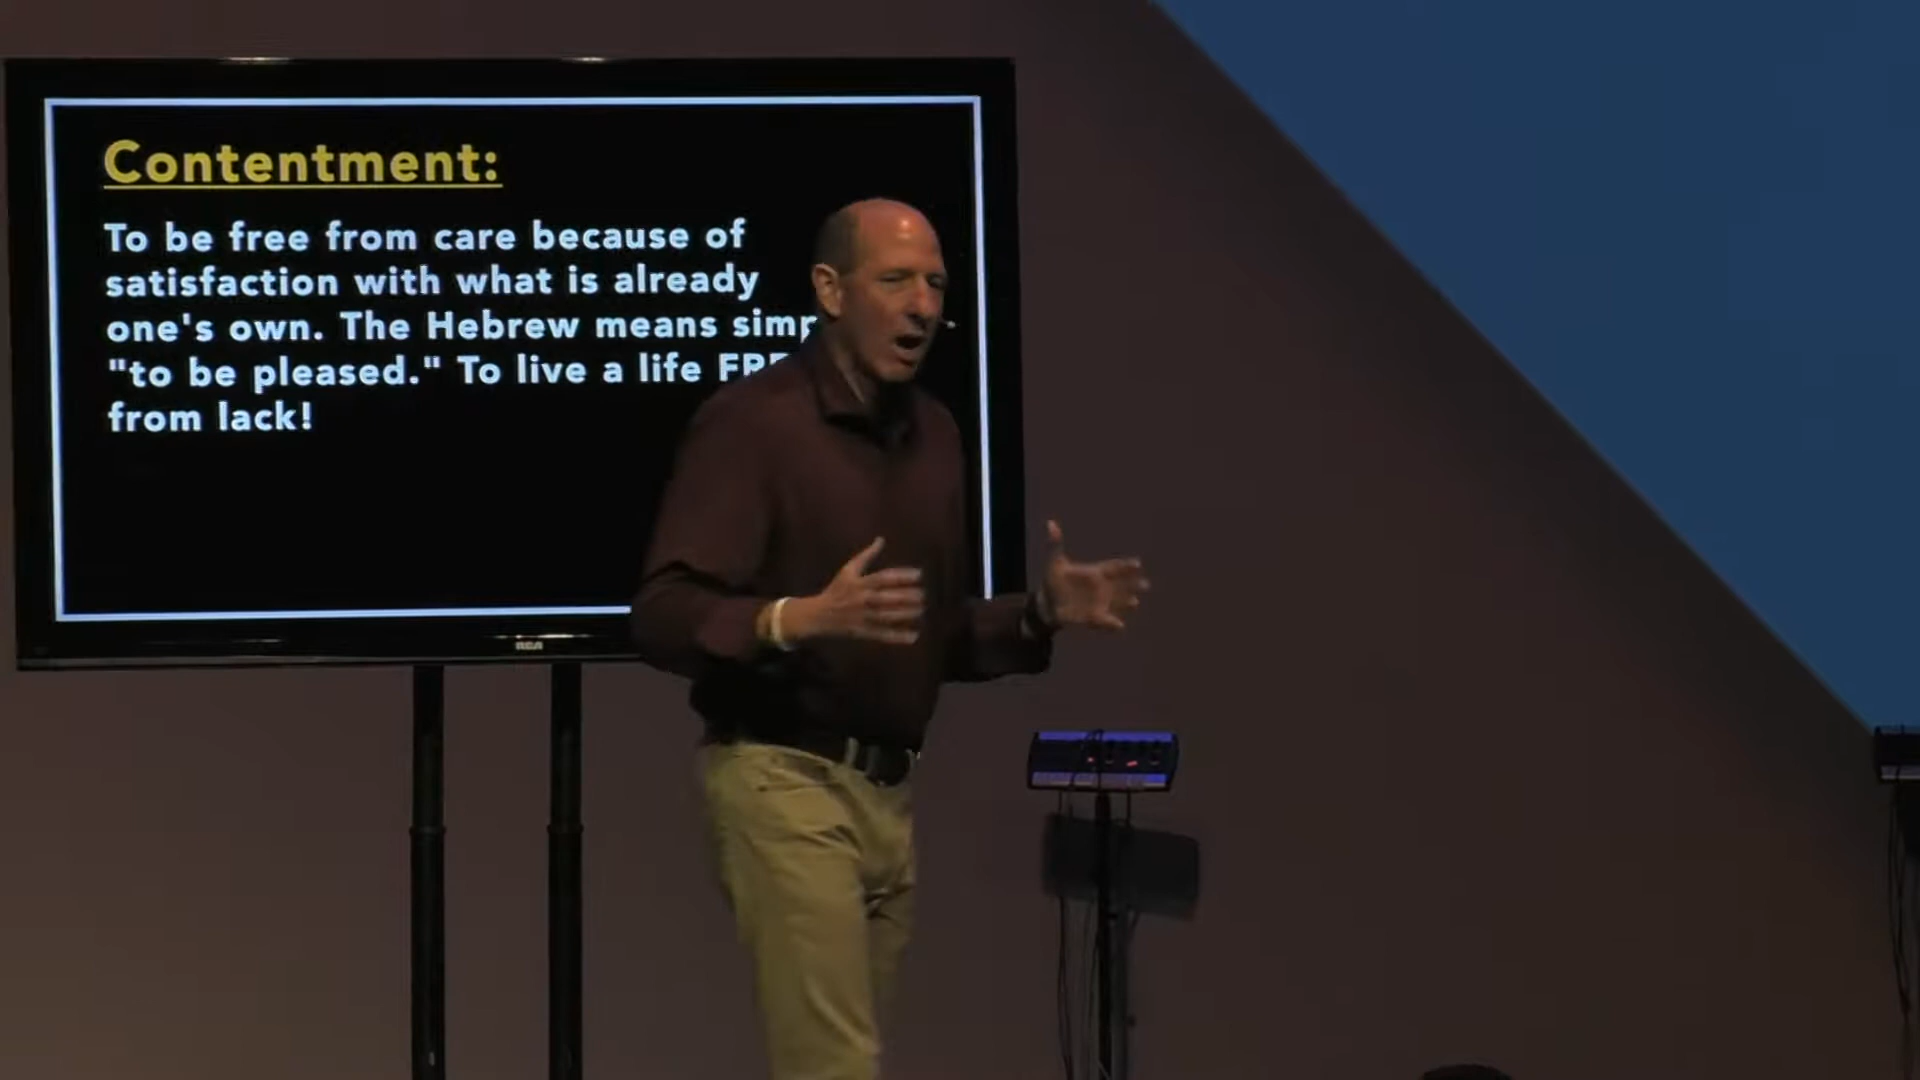 Contentment:
To be free from care because of
satisfaction with what is already
one's own. The Hebrew means
"to be pleased." To live a life
from lack!
RCA